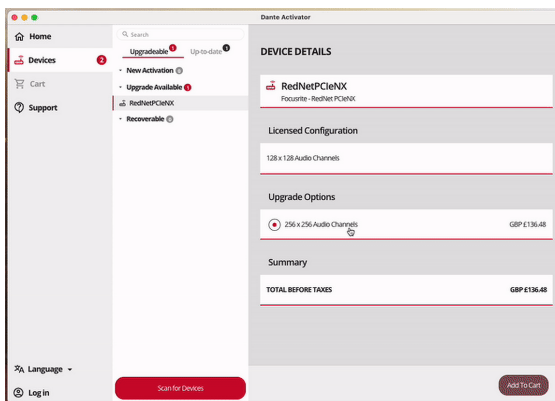 Dante Activator
Home
Devices 2
Cart
Support
Language
Log in
Search
Upgradeable 1 Up-to-date 1
New Activation 0
Upgrade Available 1
RedNetPCIeNX
Recoverable 0
Scan for Devices
DEVICE DETAILS
RedNetPCIeNX
Focusrite - RedNet PCIeNX
Licensed Configuration
128 x 128 Audio Channels
Upgrade Options
256 x 256 Audio Channels GBP £136.48
Summary
TOTAL BEFORE TAXES GBP £136.48
Add To Cart